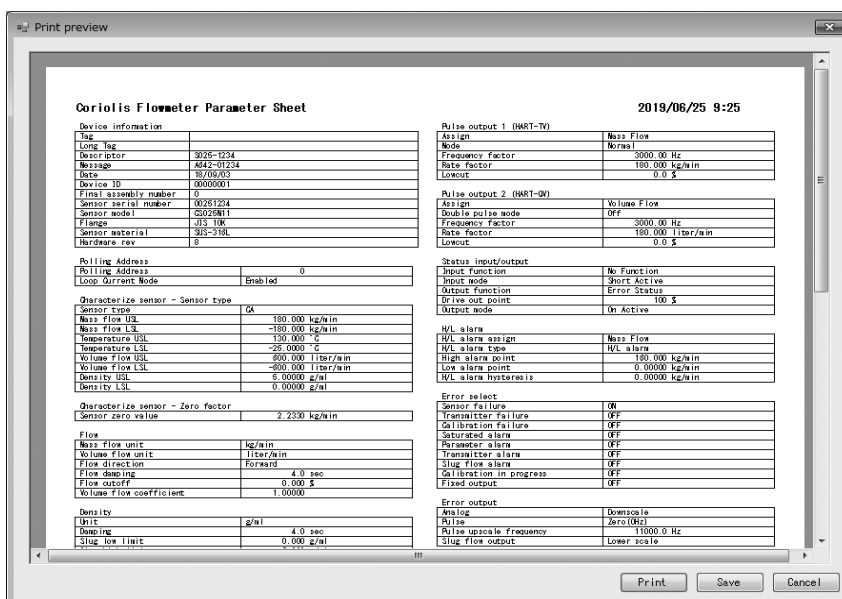 Print preview
Coriolis Flowmeter Parameter Sheet
2019/06/25 9:25
Device information
Tag
Long Tag
Descriptor S025-1234
Message A642-01234
Date 18/09/03
Device ID 00000001
Final assembly number 0
Sensor serial number 00251234
Sensor model CS025N11
Flange JIS 10K
Sensor material SUS-316L
Hardware rev 8
Polling Address
Polling Address 0
Loop Current Mode Enabled
Characterize sensor - Sensor type
Sensor type CA
Mass flow USL 180.000 kg/min
Mass flow LSL -180.000 kg/min
Temperature USL 130.000 °C
Temperature LSL -25.0000 °C
Volume flow USL 600.000 liter/min
Volume flow LSL -600.000 liter/min
Density USL 5.00000 g/ml
Density LSL 0.00000 g/ml
Characterize sensor - Zero factor
Sensor zero value 2.2330 kg/min
Flow
Mass flow unit kg/min
Volume flow unit liter/min
Flow direction Forward
Flow damping 4.0 sec
Flow cutoff 0.000 %
Volume flow coefficient 1.00000
Density
Unit g/ml
Damping 4.0 sec
Slug low limit 0.000 g/ml
Pulse output 1 (HART-TV)
Assign Mass Flow
Mode Normal
Frequency factor 3000.00 Hz
Rate factor 180.000 kg/min
Lowcut 0.0 %
Pulse output 2 (HART-QV)
Assign Volume Flow
Double pulse mode Off
Frequency factor 3000.00 Hz
Rate factor 180.000 liter/min
Lowcut 0.0 %
Status input/output
Input function No Function
Input mode Short Active
Output function Error Status
Drive out point 100 %
Output mode On Active
H/L alarm
H/L alarm assign Mass Flow
H/L alarm type H/L alarm
High alarm point 160.000 kg/min
Low alarm point 0.00000 kg/min
H/L alarm hysteresis 0.00000 kg/min
Error select
Sensor failure ON
Transmitter failure OFF
Calibration failure OFF
Saturated alarm OFF
Parameter alarm OFF
Transmitter alarm OFF
Slug flow alarm OFF
Calibration in progress OFF
Fixed output OFF
Error output
Analog Downscale
Pulse Zero(0Hz)
Pulse upscale frequency 11000.0 Hz
Slug flow output Lower scale
Print Save Cancel